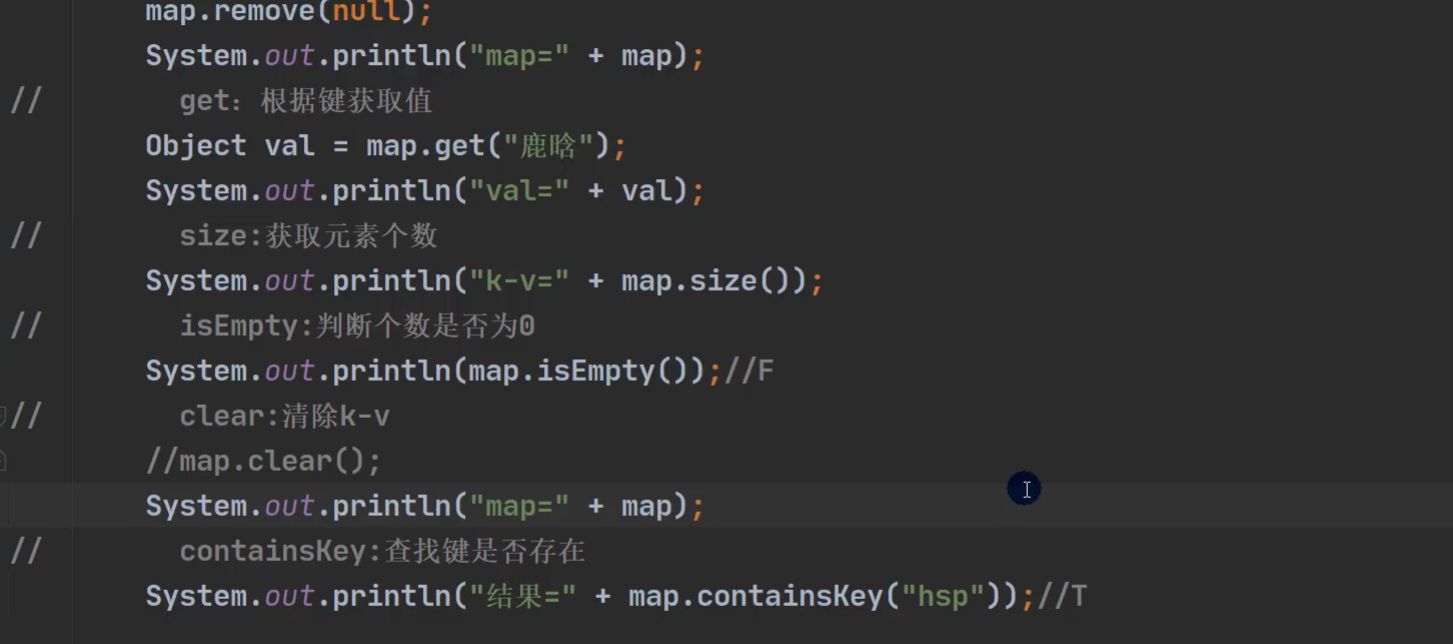 map.remove(null);
System.out.println("map=" + map);
// get：根据键获取值
Object val = map.get("鹿晗");
System.out.println("val=" + val);
// size:获取元素个数
System.out.println("k-v=" + map.size());
// isEmpty:判断个数是否为0
System.out.println(map.isEmpty());//F
// clear:清除k-v
//map.clear();
System.out.println("map=" + map);
// containsKey:查找键是否存在
System.out.println("结果=" + map.containsKey("hsp"));//T